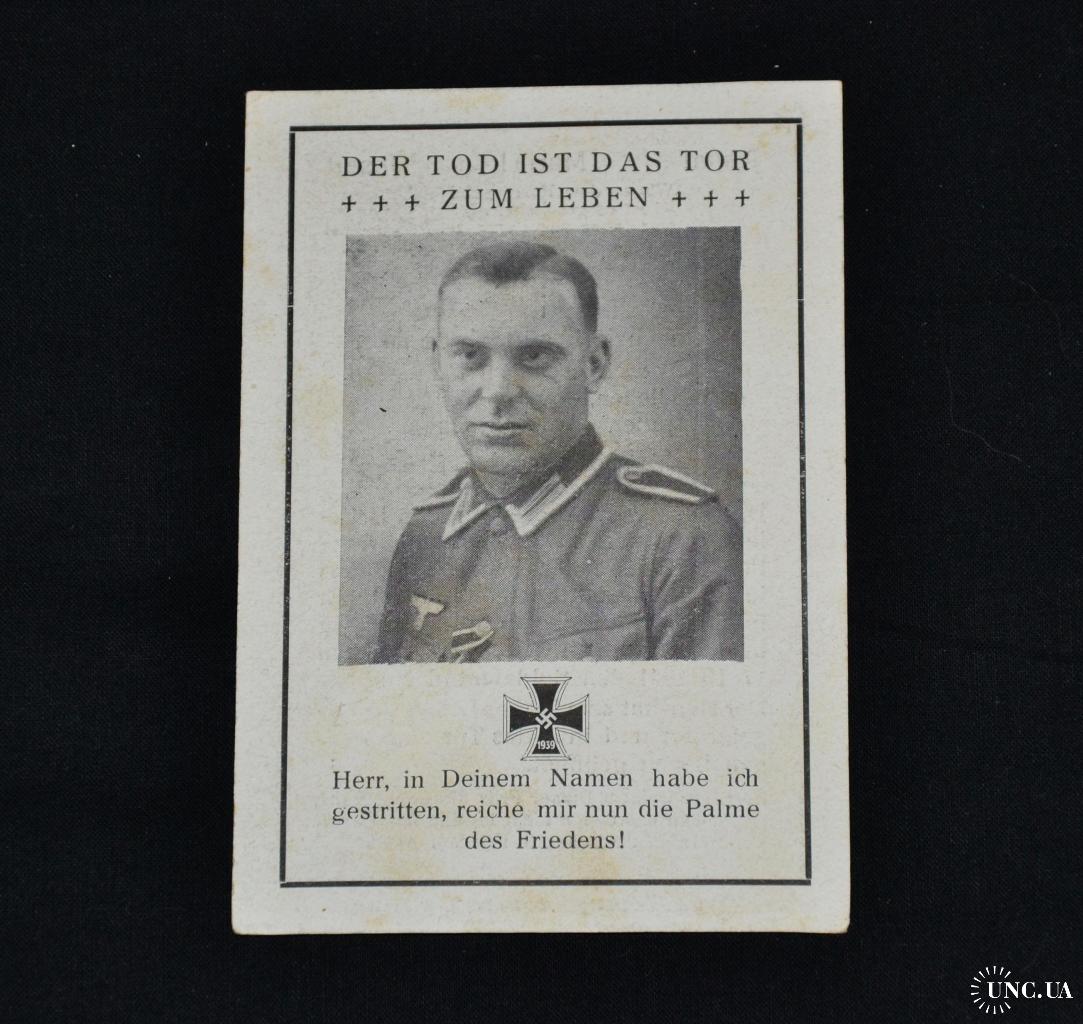 DER TOD IST DAS TOR
+ + + ZUM LEBEN + + +
1939
Herr, in Deinem Namen habe ich
gestritten, reiche mir nun die Palme
des Friedens!
UNC.UA